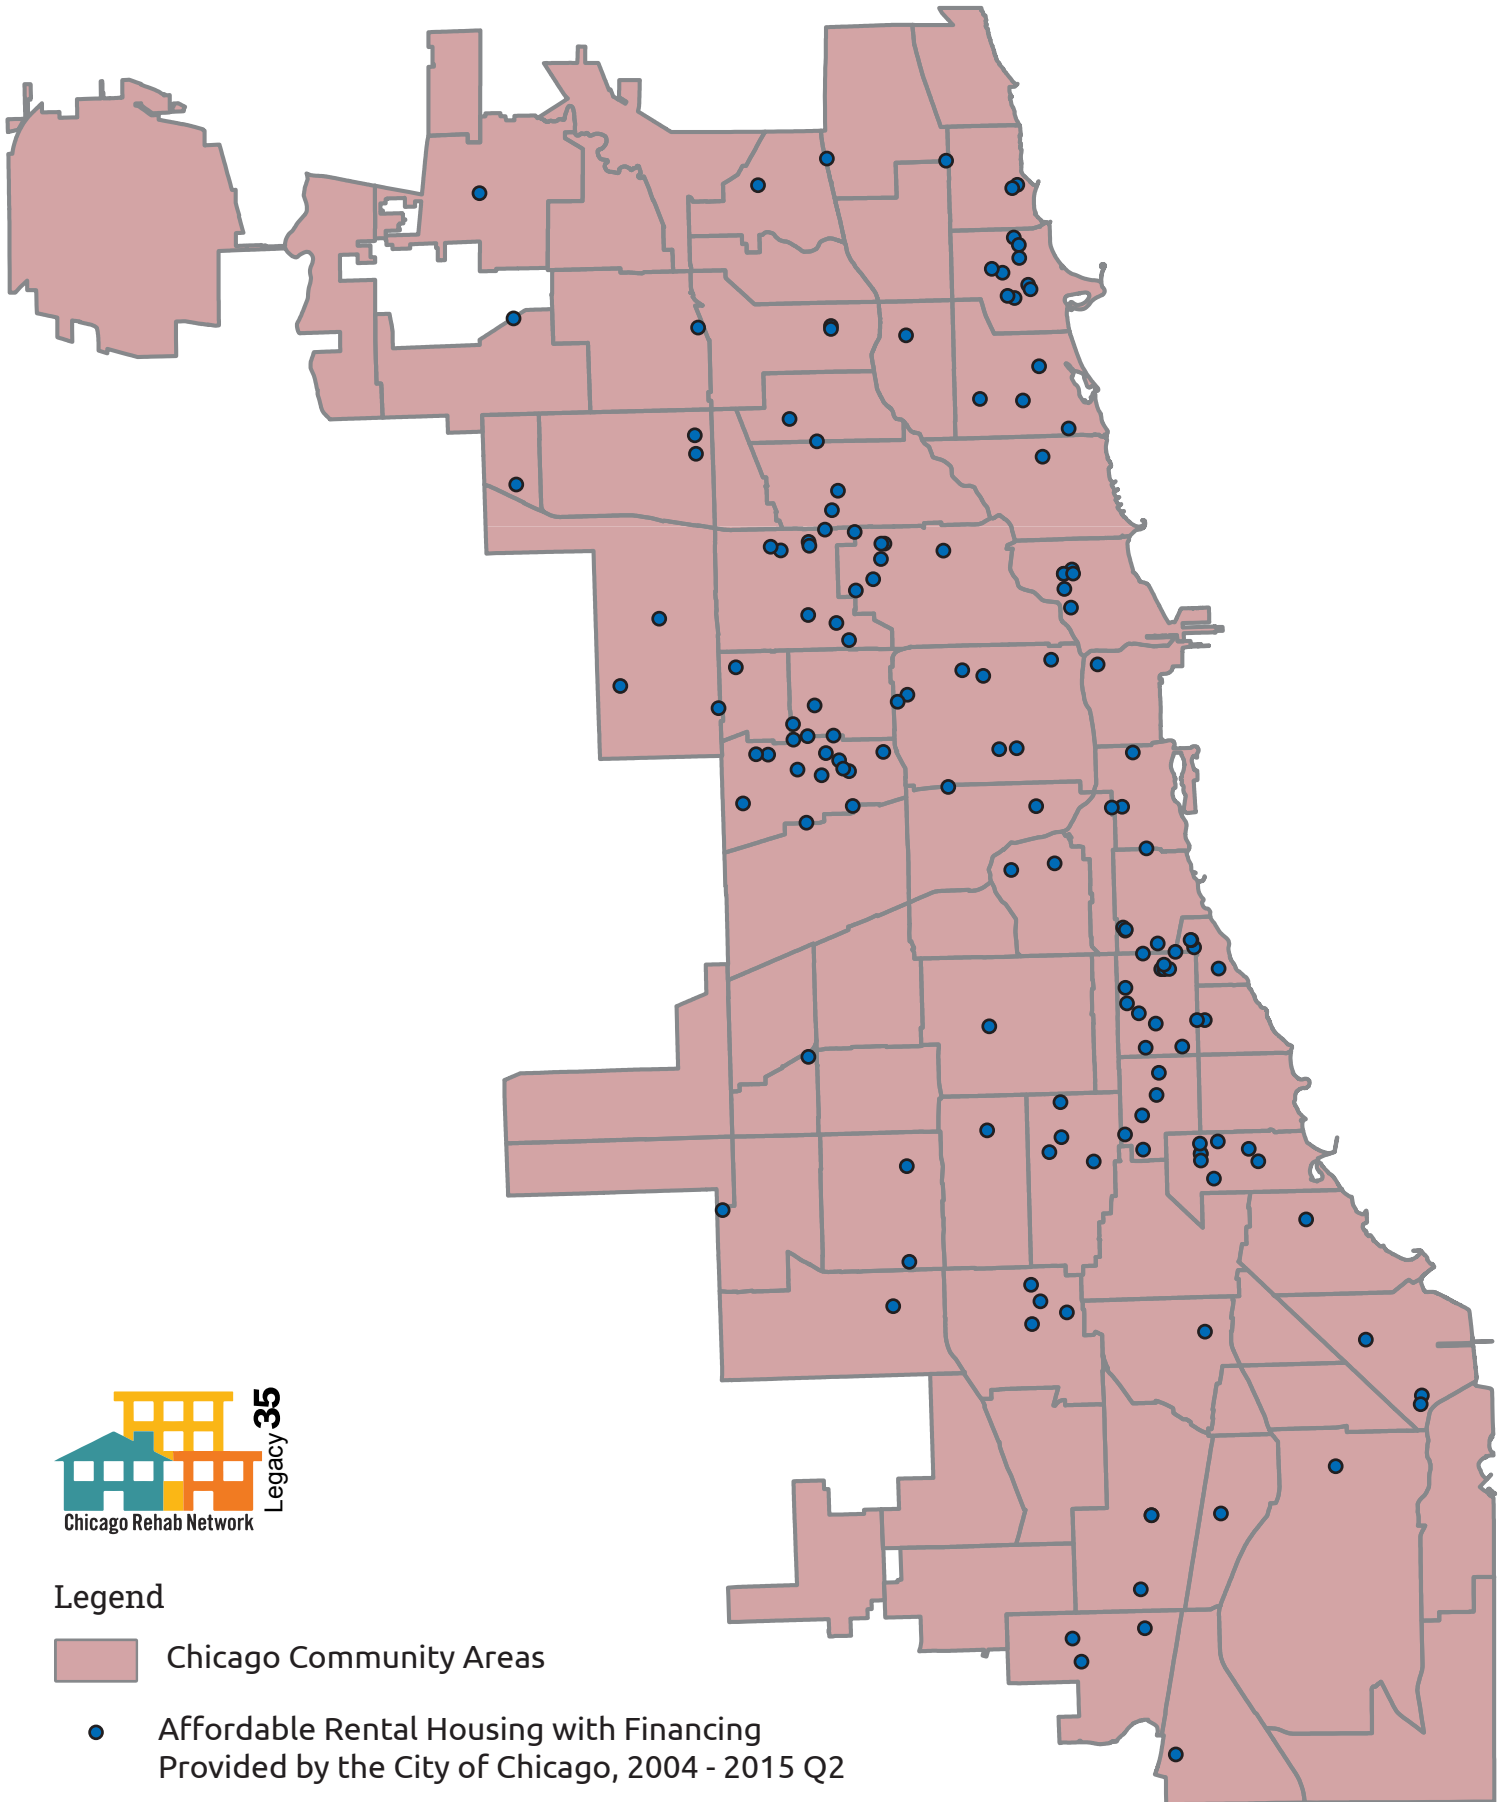 Legacy 35
Chicago Rehab Network
Legend
Chicago Community Areas
Affordable Rental Housing with Financing
Provided by the City of Chicago, 2004 - 2015 Q2